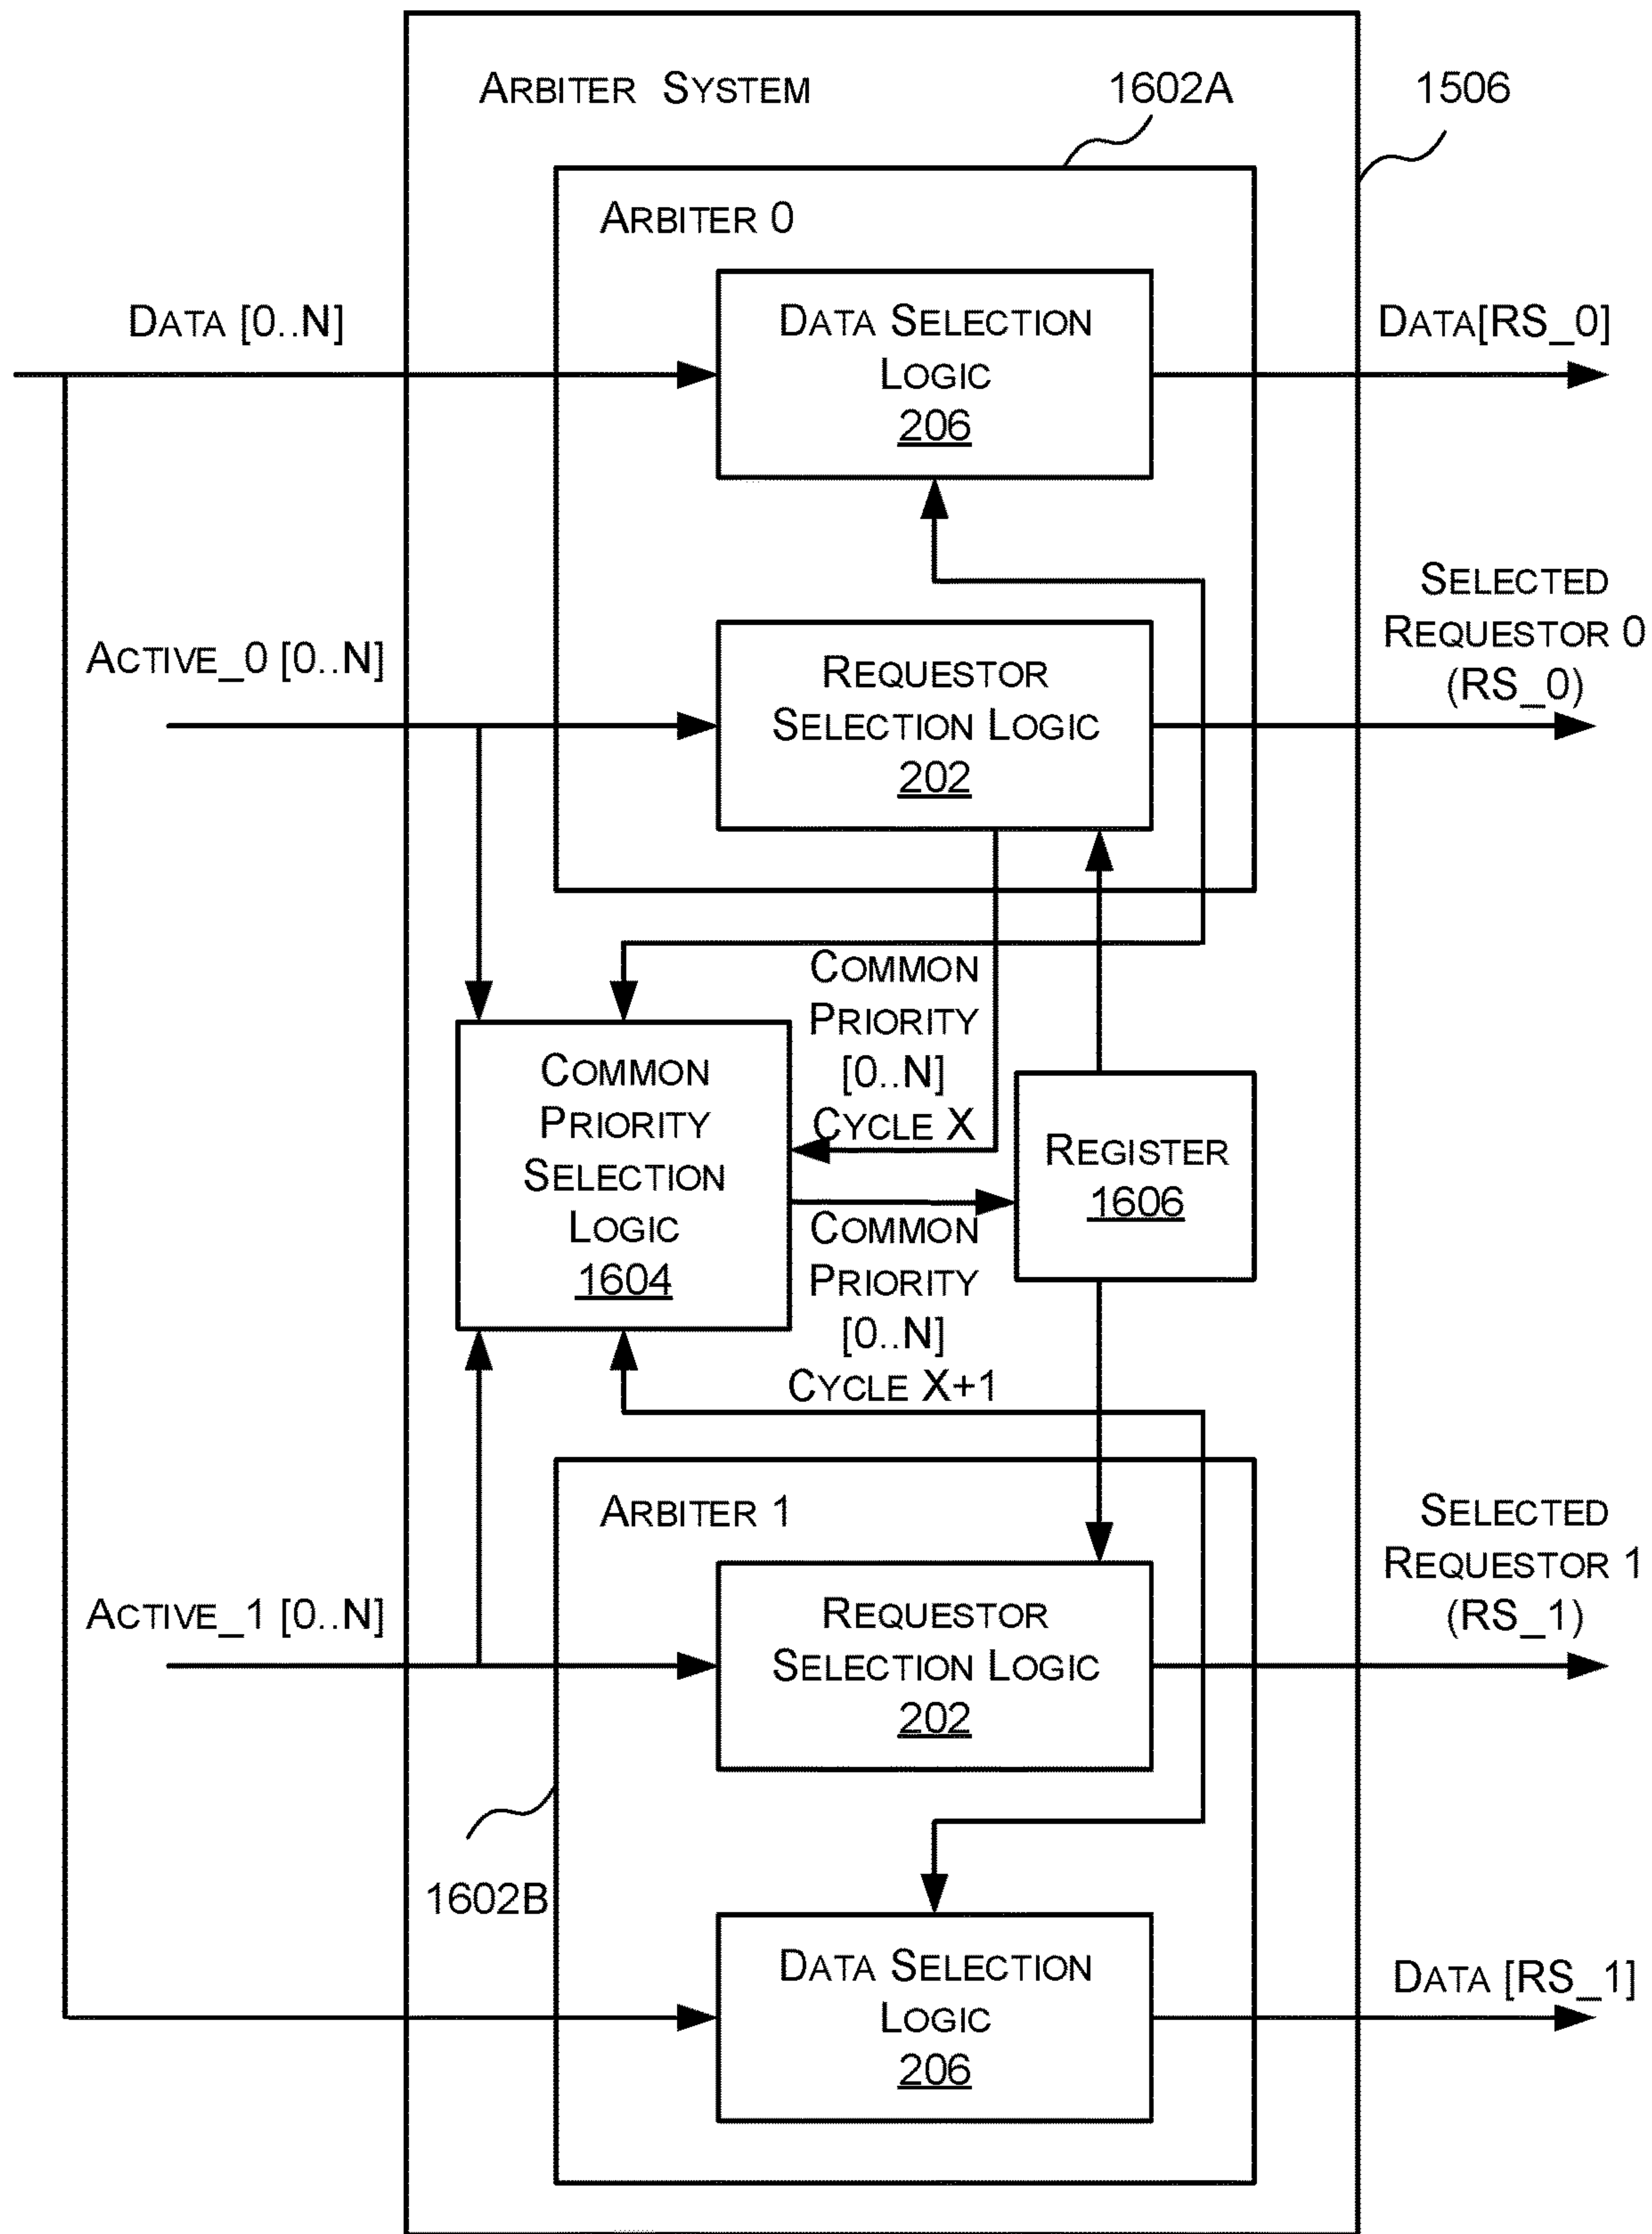 ARBITER SYSTEM
1602A
1506
ARBITER 0
DATA [0..N]
DATA SELECTION
LOGIC
206
DATA[RS_0]
ACTIVE_0 [0..N]
REQUESTOR
SELECTION LOGIC
202
SELECTED
REQUESTOR 0
(RS_0)
COMMON
PRIORITY
[0..N]
CYCLE X
COMMON
PRIORITY
SELECTION
LOGIC
1604
REGISTER
1606
COMMON
PRIORITY
[0..N]
CYCLE X+1
ARBITER 1
ACTIVE_1 [0..N]
REQUESTOR
SELECTION LOGIC
202
SELECTED
REQUESTOR 1
(RS_1)
1602B
DATA SELECTION
LOGIC
206
DATA [RS_1]